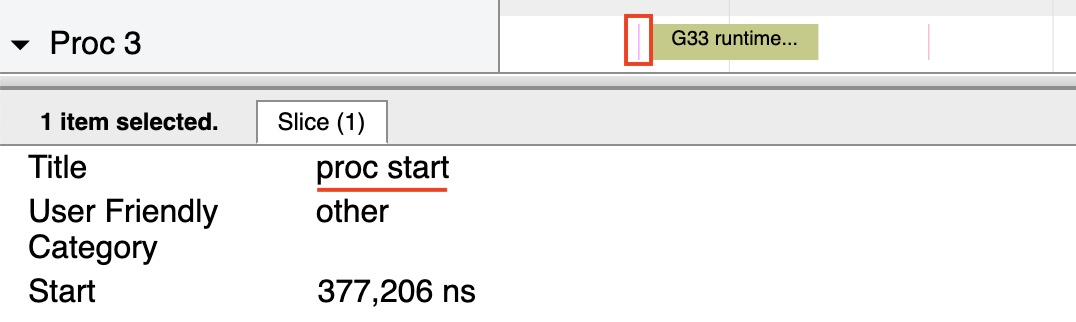 Proc 3
G33 runtime...
1 item selected.
Slice (1)
Title
proc start
User Friendly
other
Category
Start
377,206 ns